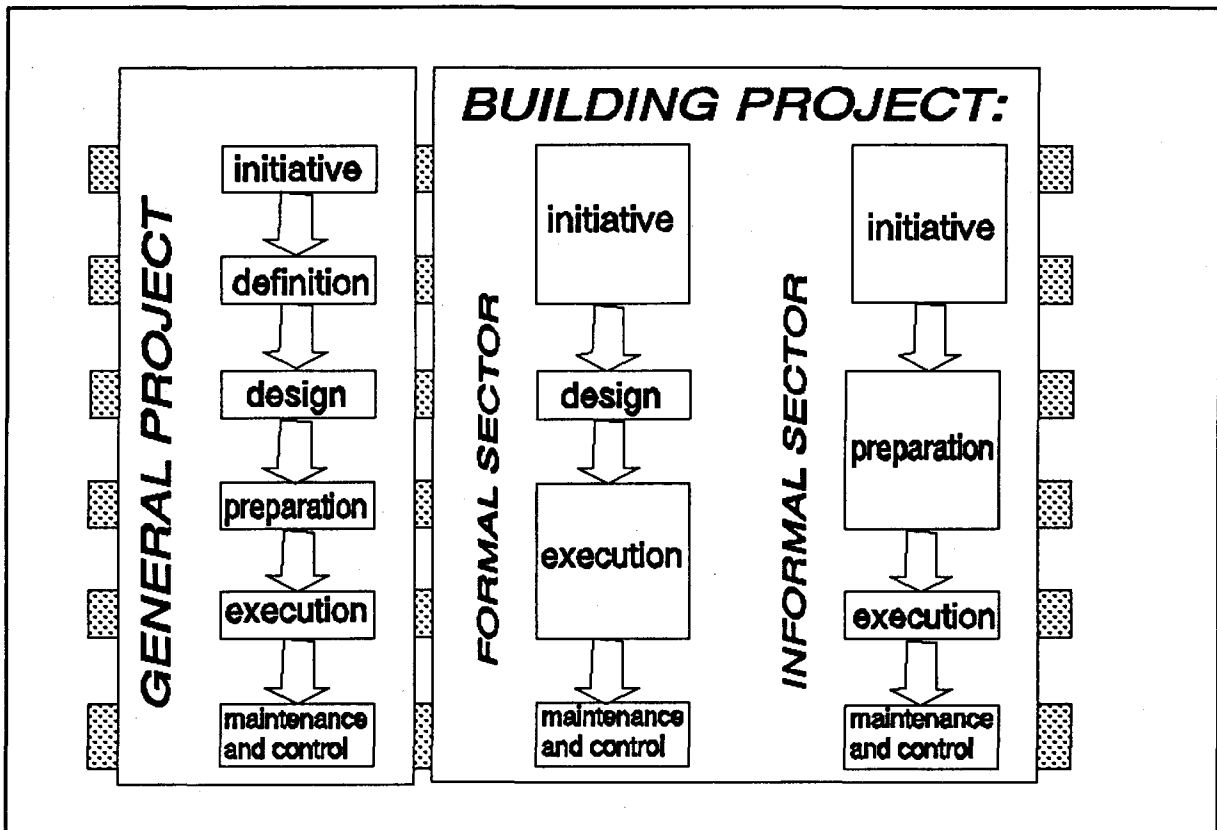 GENERAL PROJECT
initiative
definition
design
preparation
execution
maintenance
and control
BUILDING PROJECT:
FORMAL SECTOR
initiative
design
execution
maintenance
and control
INFORMAL SECTOR
initiative
preparation
execution
maintenance
and control